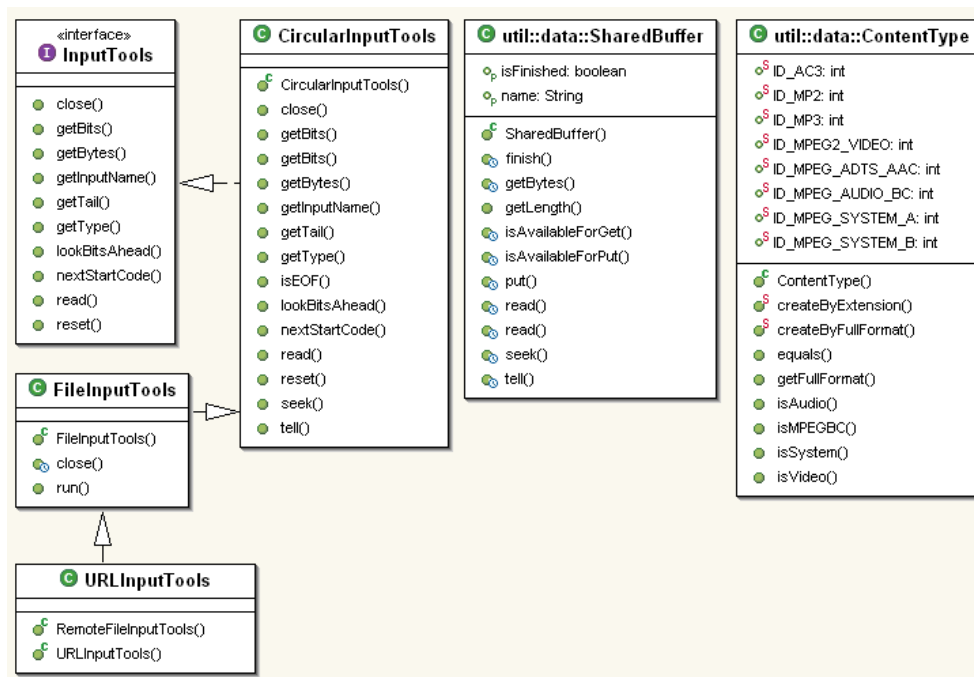 «interface»
InputTools
close()
getBits()
getBytes()
getInputName()
getTail()
getType()
lookBitsAhead()
nextStartCode()
read()
reset()
CircularInputTools
CircularInputTools()
close()
getBits()
getBits()
getBytes()
getInputName()
getTail()
getType()
isEOF()
lookBitsAhead()
nextStartCode()
read()
reset()
seek()
tell()
util::data::SharedBuffer
isFinished: boolean
name: String
SharedBuffer()
finish()
getBytes()
getLength()
isAvailableForGet()
isAvailableForPut()
put()
read()
read()
seek()
tell()
util::data::ContentType
ID_AC3: int
ID_MP2: int
ID_MP3: int
ID_MPEG2_VIDEO: int
ID_MPEG_ADTS_AAC: int
ID_MPEG_AUDIO_BC: int
ID_MPEG_SYSTEM_A: int
ID_MPEG_SYSTEM_B: int
ContentType()
createByExtension()
createByFullFormat()
equals()
getFullFormat()
isAudio()
isMPEGBC()
isSystem()
isVideo()
FileInputTools
FileInputTools()
close()
run()
URLInputTools
RemoteFileInputTools()
URLInputTools()